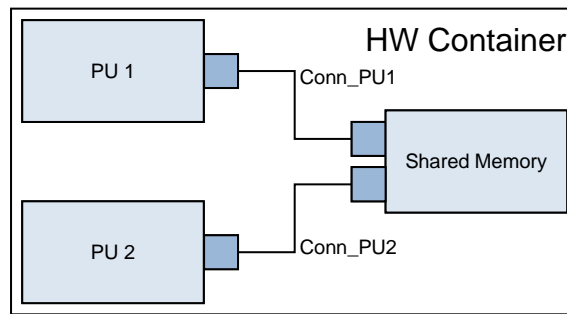 HW Container
PU 1
Conn_PU1
Shared Memory
PU 2
Conn_PU2